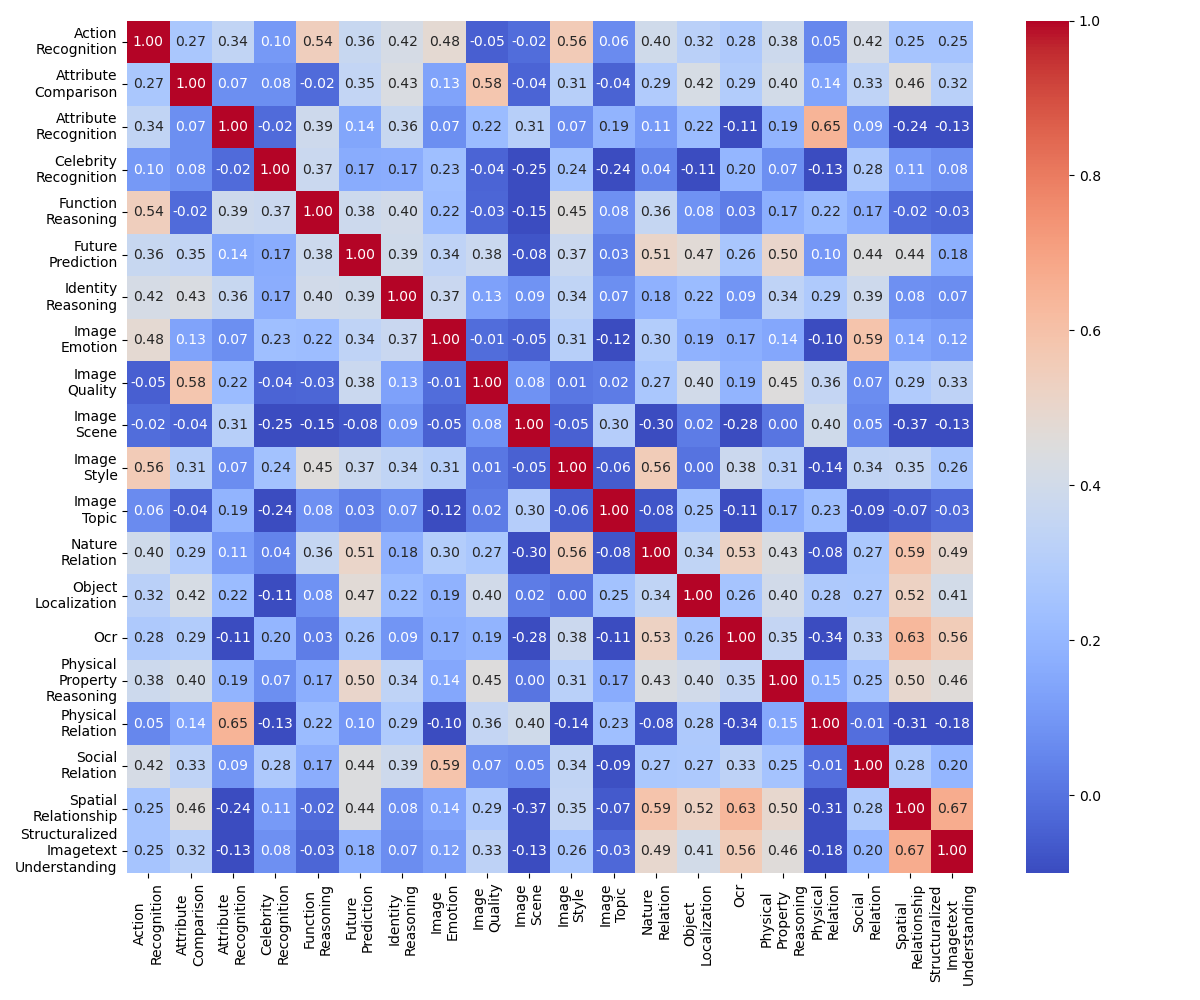 Action
Recognition 1.00 0.27 0.34 0.10 0.54 0.36 0.42 0.48 -0.05 -0.02 0.56 0.06 0.40 0.32 0.28 0.38 0.05 0.42 0.25 0.25
Attribute
Comparison 0.27 1.00 0.07 0.08 -0.02 0.35 0.43 0.13 0.58 -0.04 0.31 -0.04 0.29 0.42 0.29 0.40 0.14 0.33 0.46 0.32
Attribute
Recognition 0.34 0.07 1.00 -0.02 0.39 0.14 0.36 0.07 0.22 0.31 0.07 0.19 0.11 0.22 -0.11 0.19 0.65 0.09 -0.24 -0.13
Celebrity
Recognition 0.10 0.08 -0.02 1.00 0.37 0.17 0.17 0.23 -0.04 -0.25 0.24 -0.24 0.04 -0.11 0.20 0.07 -0.13 0.28 0.11 0.08
Function
Reasoning 0.54 -0.02 0.39 0.37 1.00 0.38 0.40 0.22 -0.03 -0.15 0.45 0.08 0.36 0.08 0.03 0.17 0.22 0.17 -0.02 -0.03
Future
Prediction 0.36 0.35 0.14 0.17 0.38 1.00 0.39 0.34 0.38 -0.08 0.37 0.03 0.51 0.47 0.26 0.50 0.10 0.44 0.44 0.18
Identity
Reasoning 0.42 0.43 0.36 0.17 0.40 0.39 1.00 0.37 0.13 0.09 0.34 0.07 0.18 0.22 0.09 0.34 0.29 0.39 0.08 0.07
Image
Emotion 0.48 0.13 0.07 0.23 0.22 0.34 0.37 1.00 -0.01 -0.05 0.31 -0.12 0.30 0.19 0.17 0.14 -0.10 0.59 0.14 0.12
Image
Quality -0.05 0.58 0.22 -0.04 -0.03 0.38 0.13 -0.01 1.00 0.08 0.01 0.02 0.27 0.40 0.19 0.45 0.36 0.07 0.29 0.33
Image
Scene -0.02 -0.04 0.31 -0.25 -0.15 -0.08 0.09 -0.05 0.08 1.00 -0.05 0.30 -0.30 0.02 -0.28 0.00 0.40 0.05 -0.37 -0.13
Image
Style 0.56 0.31 0.07 0.24 0.45 0.37 0.34 0.31 0.01 -0.05 1.00 -0.06 0.56 0.00 0.38 0.31 -0.14 0.34 0.35 0.26
Image
Topic 0.06 -0.04 0.19 -0.24 0.08 0.03 0.07 -0.12 0.02 0.30 -0.06 1.00 -0.08 0.25 -0.11 0.17 0.23 -0.09 -0.07 -0.03
Nature
Relation 0.40 0.29 0.11 0.04 0.36 0.51 0.18 0.30 0.27 -0.30 0.56 -0.08 1.00 0.34 0.53 0.43 -0.08 0.27 0.59 0.49
Object
Localization 0.32 0.42 0.22 -0.11 0.08 0.47 0.22 0.19 0.40 0.02 0.00 0.25 0.34 1.00 0.26 0.40 0.28 0.27 0.52 0.41
Ocr 0.28 0.29 -0.11 0.20 0.03 0.26 0.09 0.17 0.19 -0.28 0.38 -0.11 0.53 0.26 1.00 0.35 -0.34 0.33 0.63 0.56
Physical
Property
Reasoning 0.38 0.40 0.19 0.07 0.17 0.50 0.34 0.14 0.45 0.00 0.31 0.17 0.43 0.40 0.35 1.00 0.15 0.25 0.50 0.46
Physical
Relation 0.05 0.14 0.65 -0.13 0.22 0.10 0.29 -0.10 0.36 0.40 -0.14 0.23 -0.08 0.28 -0.34 0.15 1.00 -0.01 -0.31 -0.18
Social
Relation 0.42 0.33 0.09 0.28 0.17 0.44 0.39 0.59 0.07 0.05 0.34 -0.09 0.27 0.27 0.33 0.25 -0.01 1.00 0.28 0.20
Spatial
Relationship 0.25 0.46 -0.24 0.11 -0.02 0.44 0.08 0.14 0.29 -0.37 0.35 -0.07 0.59 0.52 0.63 0.50 -0.31 0.28 1.00 0.67
Structuralized
Imagetext
Understanding 0.25 0.32 -0.13 0.08 -0.03 0.18 0.07 0.12 0.33 -0.13 0.26 -0.03 0.49 0.41 0.56 0.46 -0.18 0.20 0.67 1.00
Action
Recognition
Attribute
Comparison
Attribute
Recognition
Celebrity
Recognition
Function
Reasoning
Future
Prediction
Identity
Reasoning
Image
Emotion
Image
Quality
Image
Scene
Image
Style
Image
Topic
Nature
Relation
Object
Localization
Ocr
Physical
Property
Reasoning
Physical
Relation
Social
Relation
Spatial
Relationship
Structuralized
Imagetext
Understanding
1.0
0.8
0.6
0.4
0.2
0.0